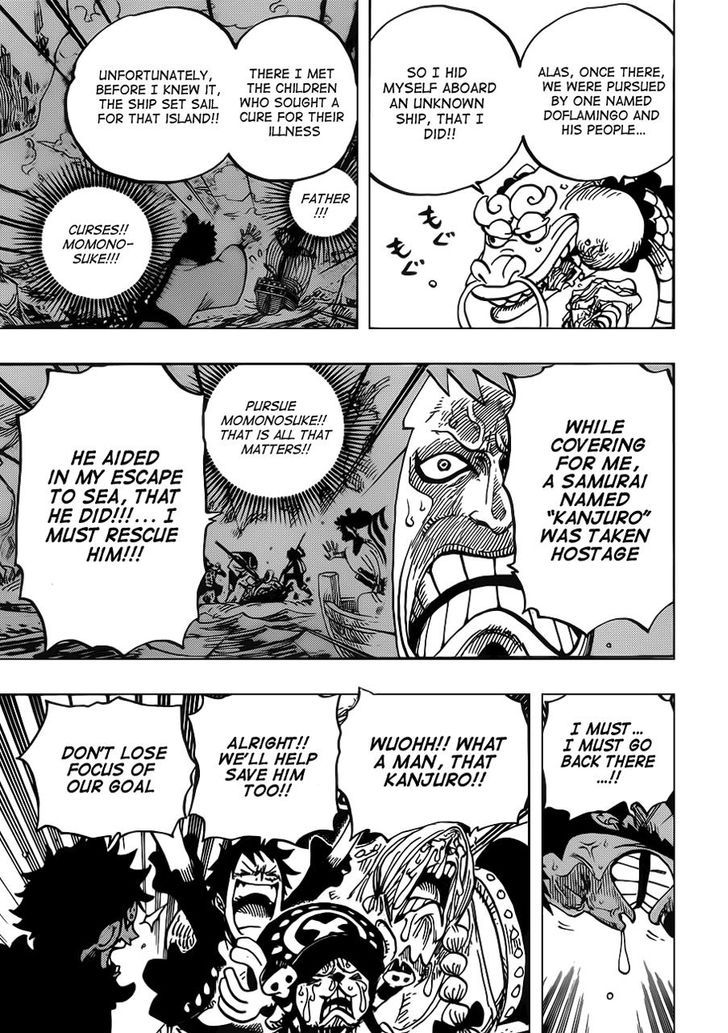 ALAS, ONCE THERE,
WE WERE PURSUED
BY ONE NAMED
DOFLAMINGO AND
HIS PEOPLE...
SO I HID
MYSELF ABOARD
AN UNKNOWN
SHIP, THAT I
DID!!
もぐ
もぐ
THERE I MET
THE CHILDREN
WHO SOUGHT A
CURE FOR THEIR
ILLNESS
UNFORTUNATELY,
BEFORE I KNEW IT,
THE SHIP SET SAIL
FOR THAT ISLAND!!
FATHER
!!!
CURSES!!
MOMONO-
SUKE!!!
WHILE
COVERING
FOR ME,
A SAMURAI
NAMED
"KANJURO"
WAS TAKEN
HOSTAGE
PURSUE
MOMONOSUKE!!
THAT IS ALL THAT
MATTERS!!
HE AIDED
IN MY ESCAPE
TO SEA, THAT
HE DID!!!... I
MUST RESCUE
HIM!!!
I MUST...
I MUST GO
BACK THERE
...!!
WUOHH!! WHAT
A MAN, THAT
KANJURO!!
ALRIGHT!!
WE'LL HELP
SAVE HIM
TOO!!
DON'T LOSE
FOCUS OF
OUR GOAL